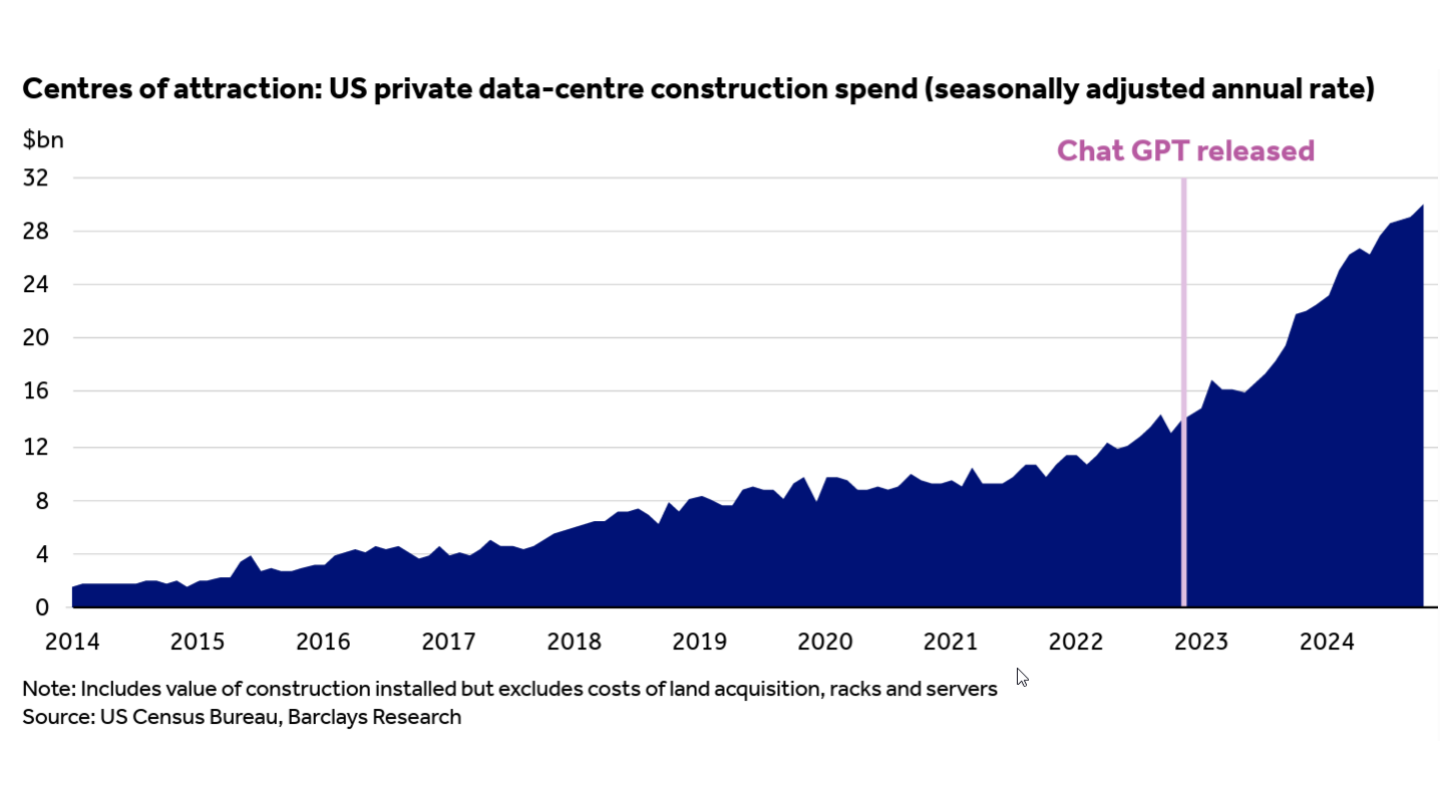 Centres of attraction: US private data-centre construction spend (seasonally adjusted annual rate)
$bn
Chat GPT released
32
28
24
20
16
12
8
4
0
2014 2015 2016 2017 2018 2019 2020 2021 2022 2023 2024
Note: Includes value of construction installed but excludes costs of land acquisition, racks and servers
Source: US Census Bureau, Barclays Research